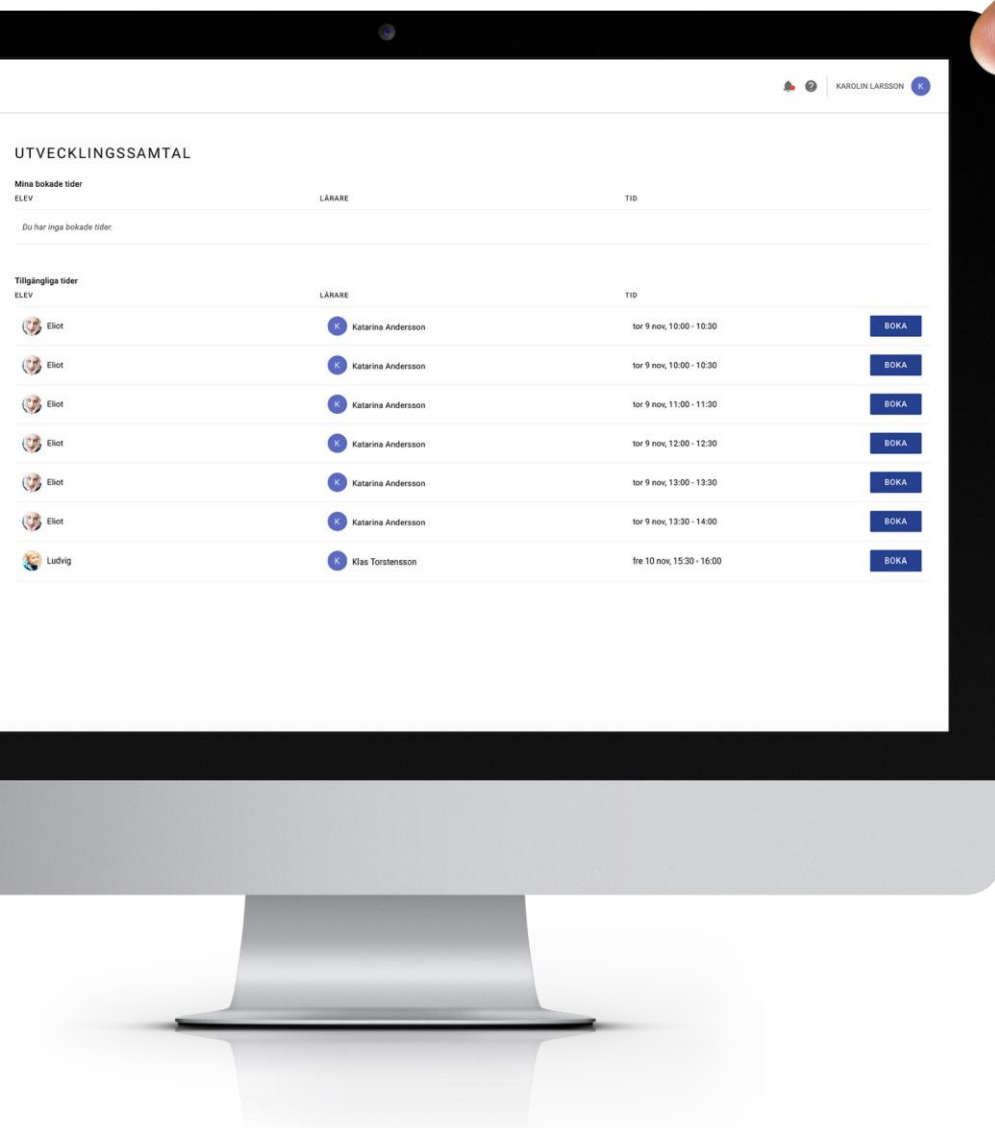 KAROLIN LARSSON K
UTVECKLINGSSAMTAL
Mina bokade tider
ELEV LÄRARE TID
Du har inga bokade tider.
Tillgängliga tider
ELEV LÄRARE TID
Eliot K Katarina Andersson tor 9 nov, 10:00 - 10:30 BOKA
Eliot K Katarina Andersson tor 9 nov, 10:00 - 10:30 BOKA
Eliot K Katarina Andersson tor 9 nov, 11:00 - 11:30 BOKA
Eliot K Katarina Andersson tor 9 nov, 12:00 - 12:30 BOKA
Eliot K Katarina Andersson tor 9 nov, 13:00 - 13:30 BOKA
Eliot K Katarina Andersson tor 9 nov, 13:30 - 14:00 BOKA
Ludvig K Klas Torstensson fre 10 nov, 15:30 - 16:00 BOKA